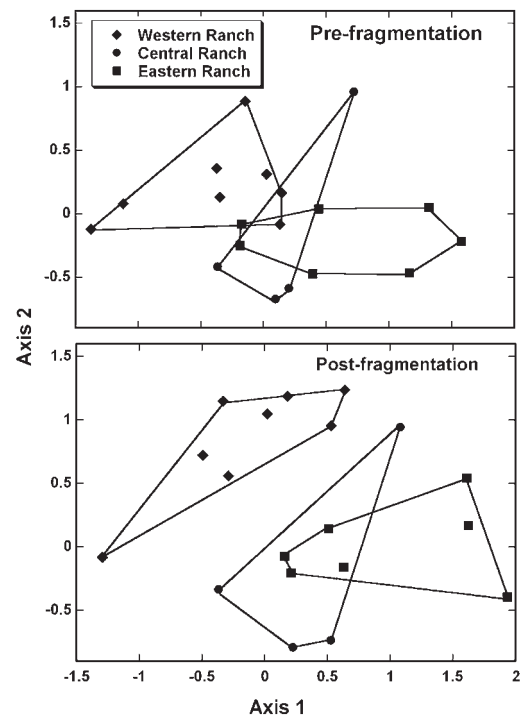 1.5
Pre-fragmentation
Western Ranch
Central Ranch
Eastern Ranch
1
0.5
0
-0.5
Axis 2
1.5
Post-fragmentation
1
0.5
0
-0.5
-1.5 -1 -0.5 0 0.5 1 1.5 2
Axis 1